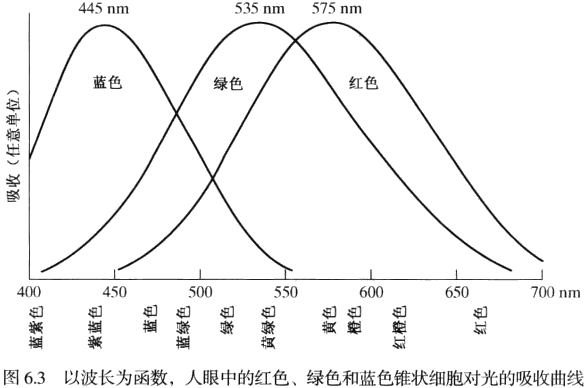 445 nm 535 nm 575 nm
蓝色 绿色 红色
吸收（任意单位）
400 450 500 550 600 650 700 nm
蓝紫色 紫蓝色 蓝色 蓝绿色 绿色 黄绿色 黄色 橙色 红橙色 红色
图 6.3 以波长为函数，人眼中的红色、绿色和蓝色锥状细胞对光的吸收曲线